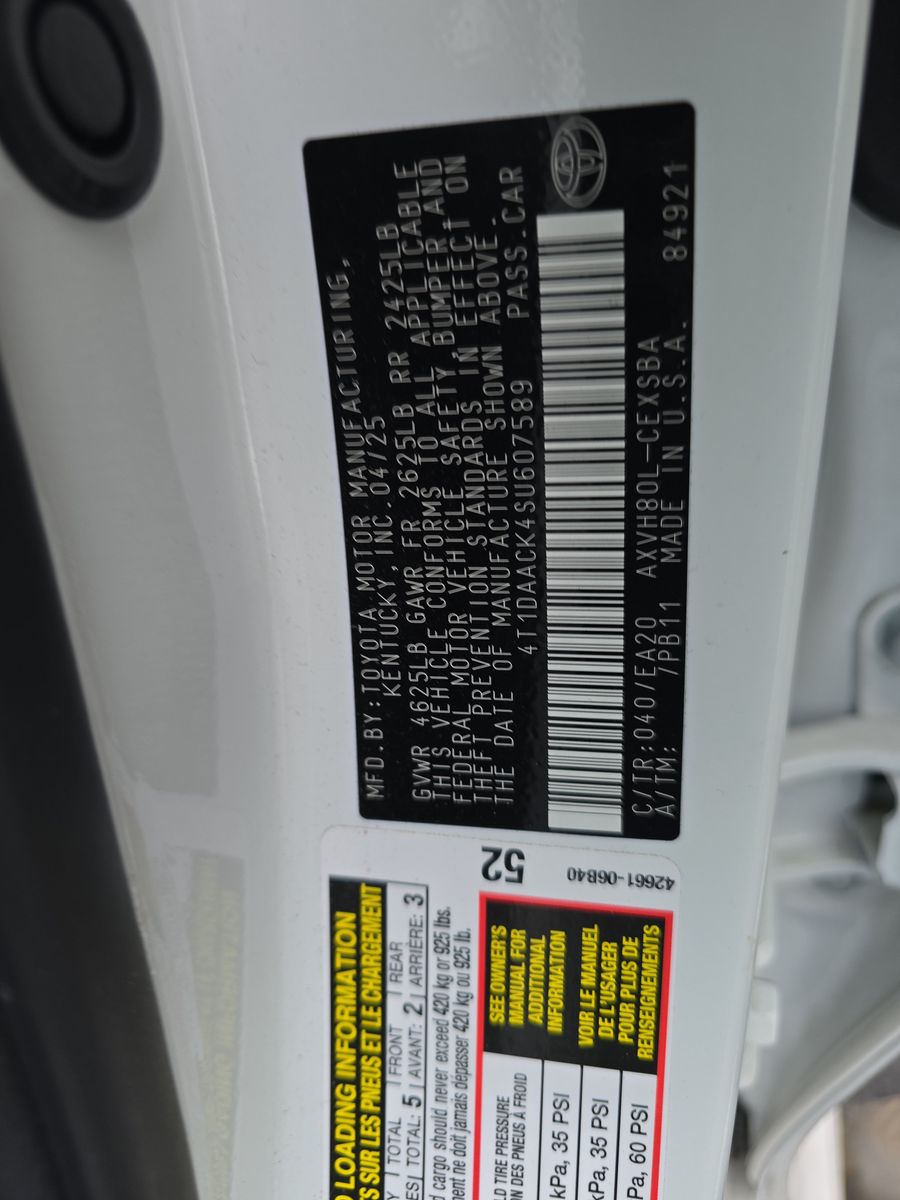 MFD.BY:TOYOTA MOTOR MANUFACTURING,
KENTUCKY,INC.04/25
GVWR 4625LB GAWR FR 2625LB RR 2425LB
THIS VEHICLE CONFORMS TO ALL APPLICABLE
FEDERAL MOTOR VEHICLE SAFETY,BUMPER,AND
THEFT PREVENTION STANDARDS IN EFFECT ON
THE DATE OF MANUFACTURE SHOWN ABOVE.
4T1DAACK4SU607589 PASS.CAR
C/TR:040/EA20 AXVH80L-CEXSBA
A/TM: /PB11 MADE IN U.S.A. 84921
52
42661-06B40
LOADING INFORMATION
SUR LES PNEUS ET LE CHARGEMENT
TOTAL FRONT REAR
TOTAL: 5 AVANT: 2 ARRIÈRE: 3
cargo should never exceed 420 kg or 925 lbs.
ne doit jamais dépasser 420 kg ou 925 lb.
TIRE PRESSURE
DES PNEUS À FROID
kPa, 35 PSI
kPa, 35 PSI
60 PSI
SEE OWNER'S
MANUAL FOR
ADDITIONAL
INFORMATION
VOIR LE MANUEL
DE L'USAGER
POUR PLUS DE
RENSEIGNEMENTS